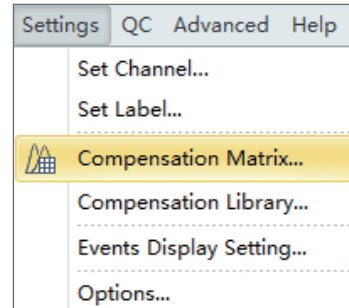 Settings QC Advanced Help
Set Channel...
Set Label...
Compensation Matrix...
Compensation Library...
Events Display Setting...
Options...